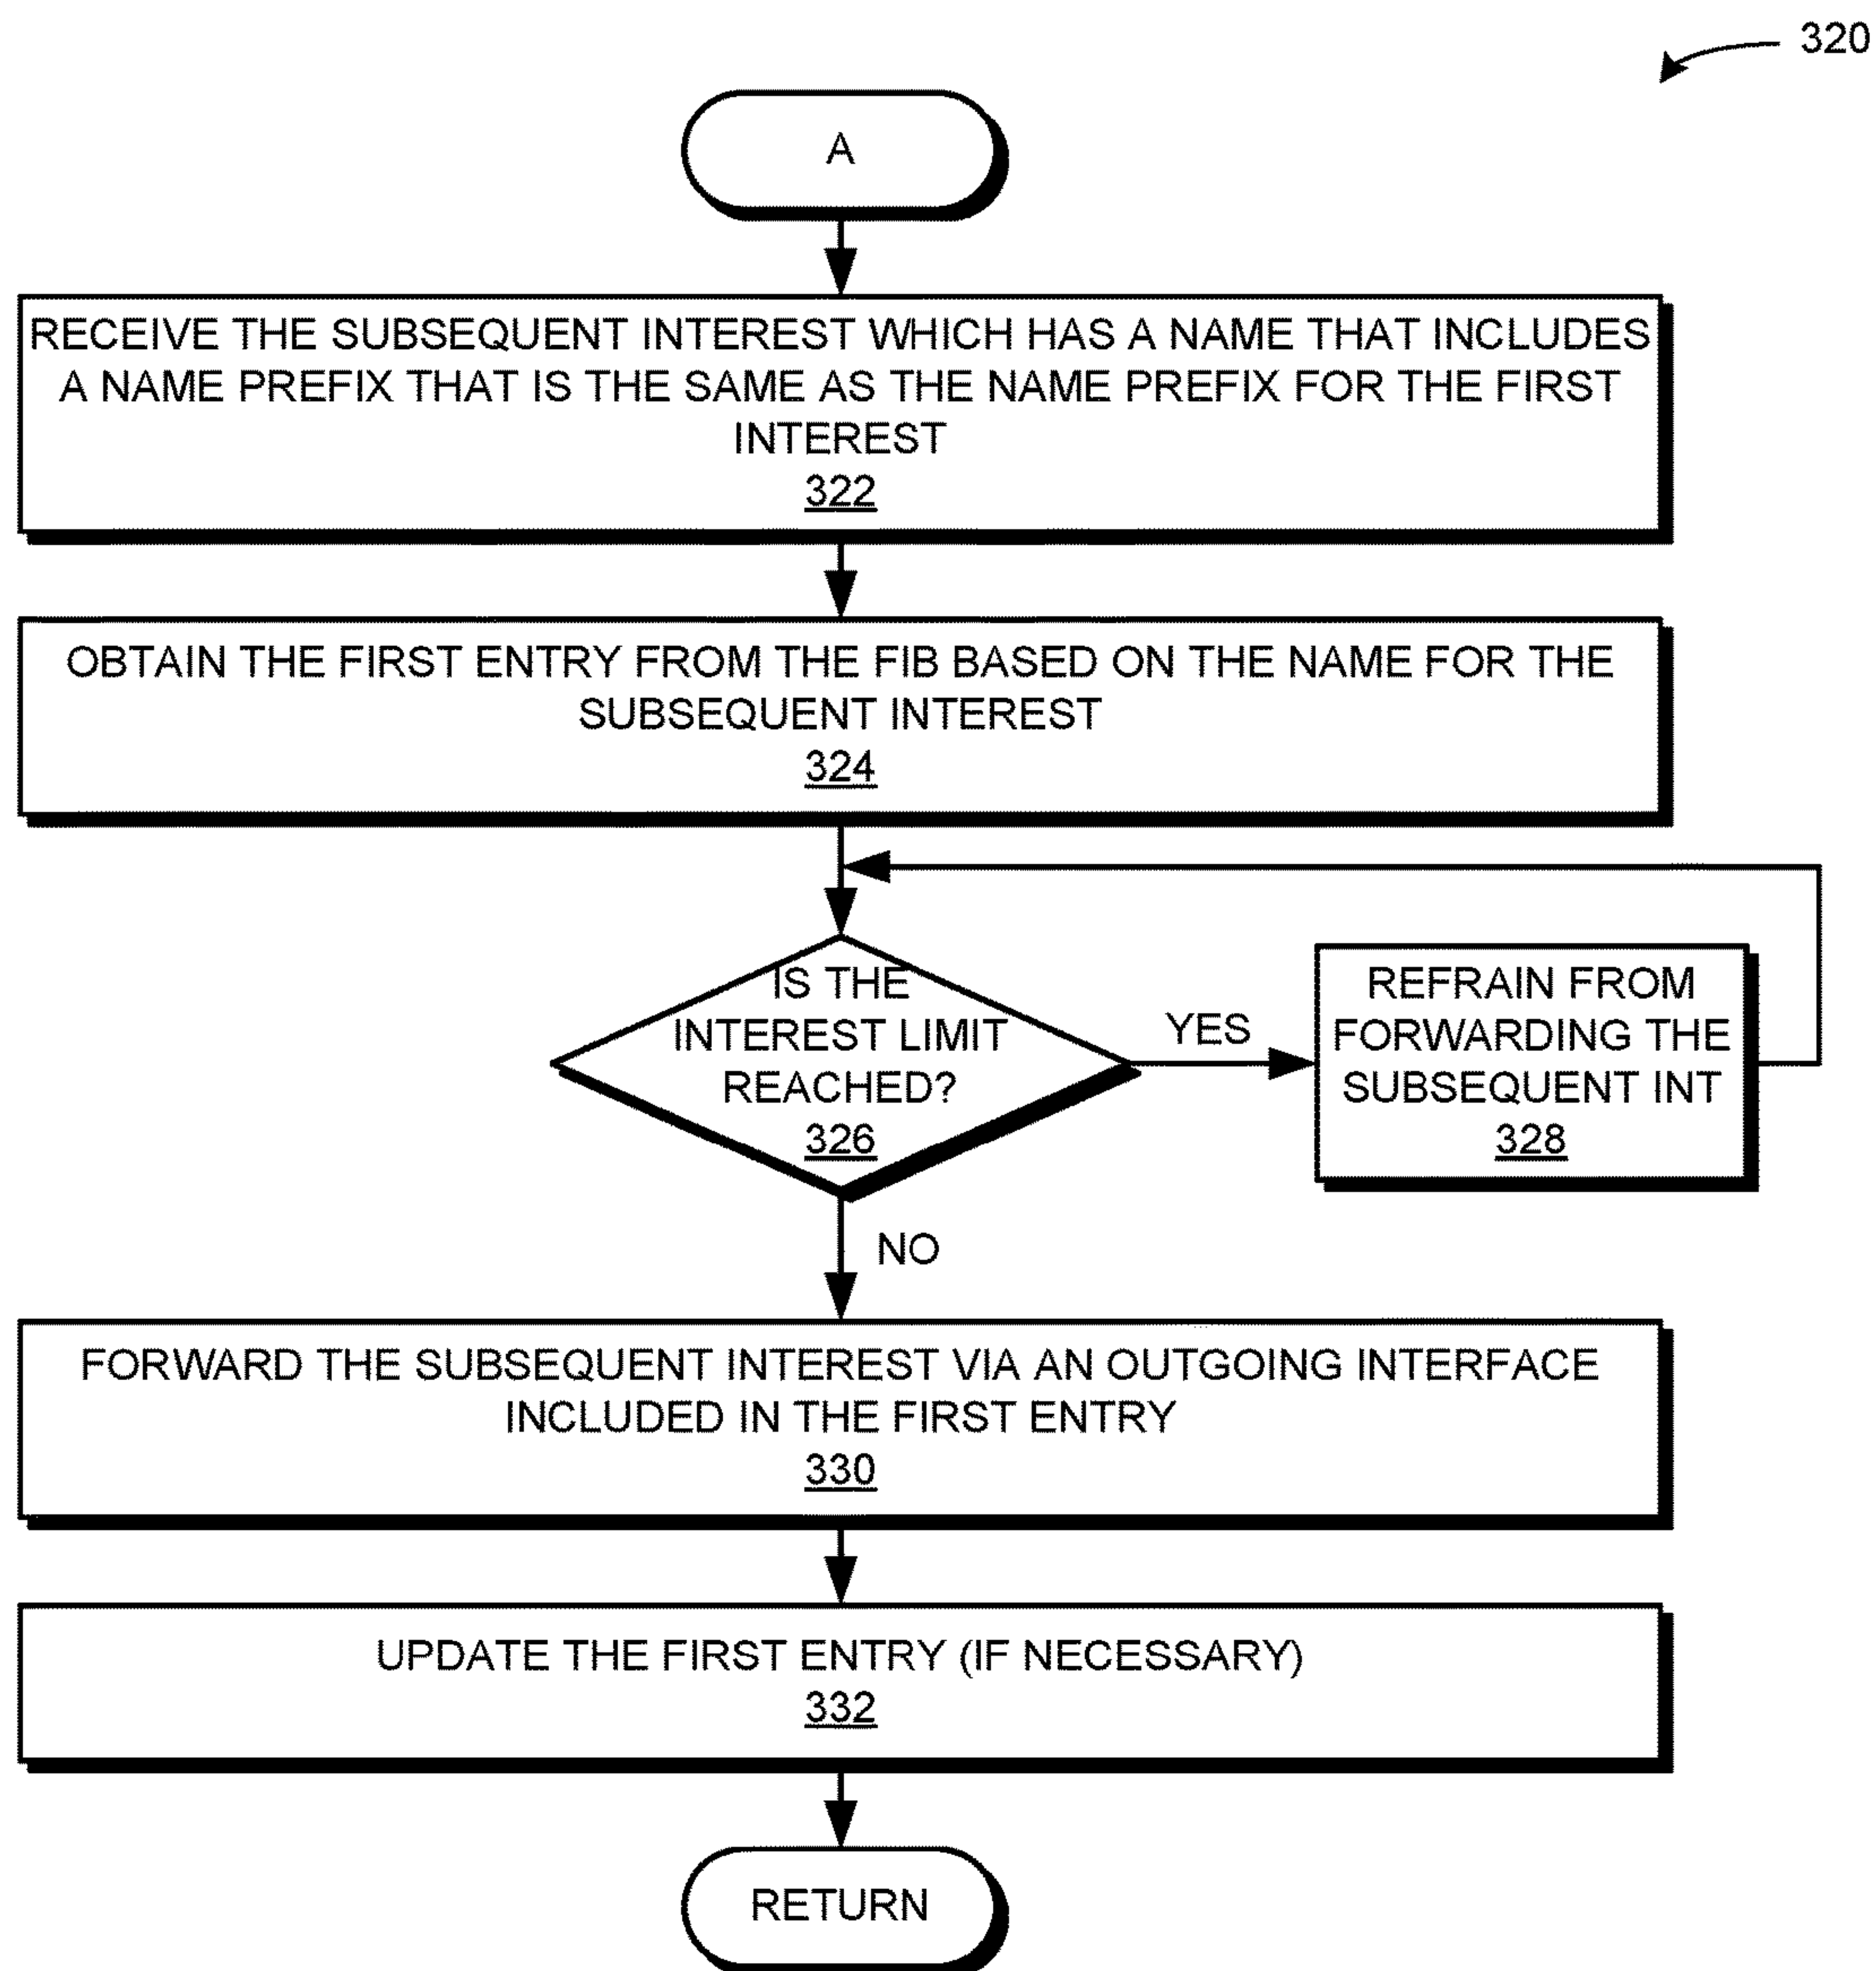 320
A
RECEIVE THE SUBSEQUENT INTEREST WHICH HAS A NAME THAT INCLUDES
A NAME PREFIX THAT IS THE SAME AS THE NAME PREFIX FOR THE FIRST
INTEREST
322
OBTAIN THE FIRST ENTRY FROM THE FIB BASED ON THE NAME FOR THE
SUBSEQUENT INTEREST
324
IS THE
INTEREST LIMIT
REACHED?
326
YES
REFRAIN FROM
FORWARDING THE
SUBSEQUENT INT
328
NO
FORWARD THE SUBSEQUENT INTEREST VIA AN OUTGOING INTERFACE
INCLUDED IN THE FIRST ENTRY
330
UPDATE THE FIRST ENTRY (IF NECESSARY)
332
RETURN